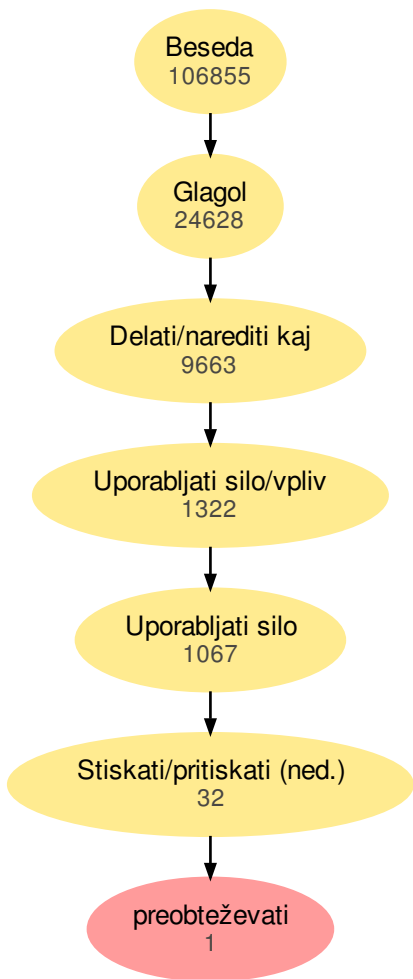 Beseda
106855
Glagol
24628
Delati/narediti kaj
9663
Uporabljati silo/vpliv
1322
Uporabljati silo
1067
Stiskati/pritiskati (ned.)
32
preobteževati
1